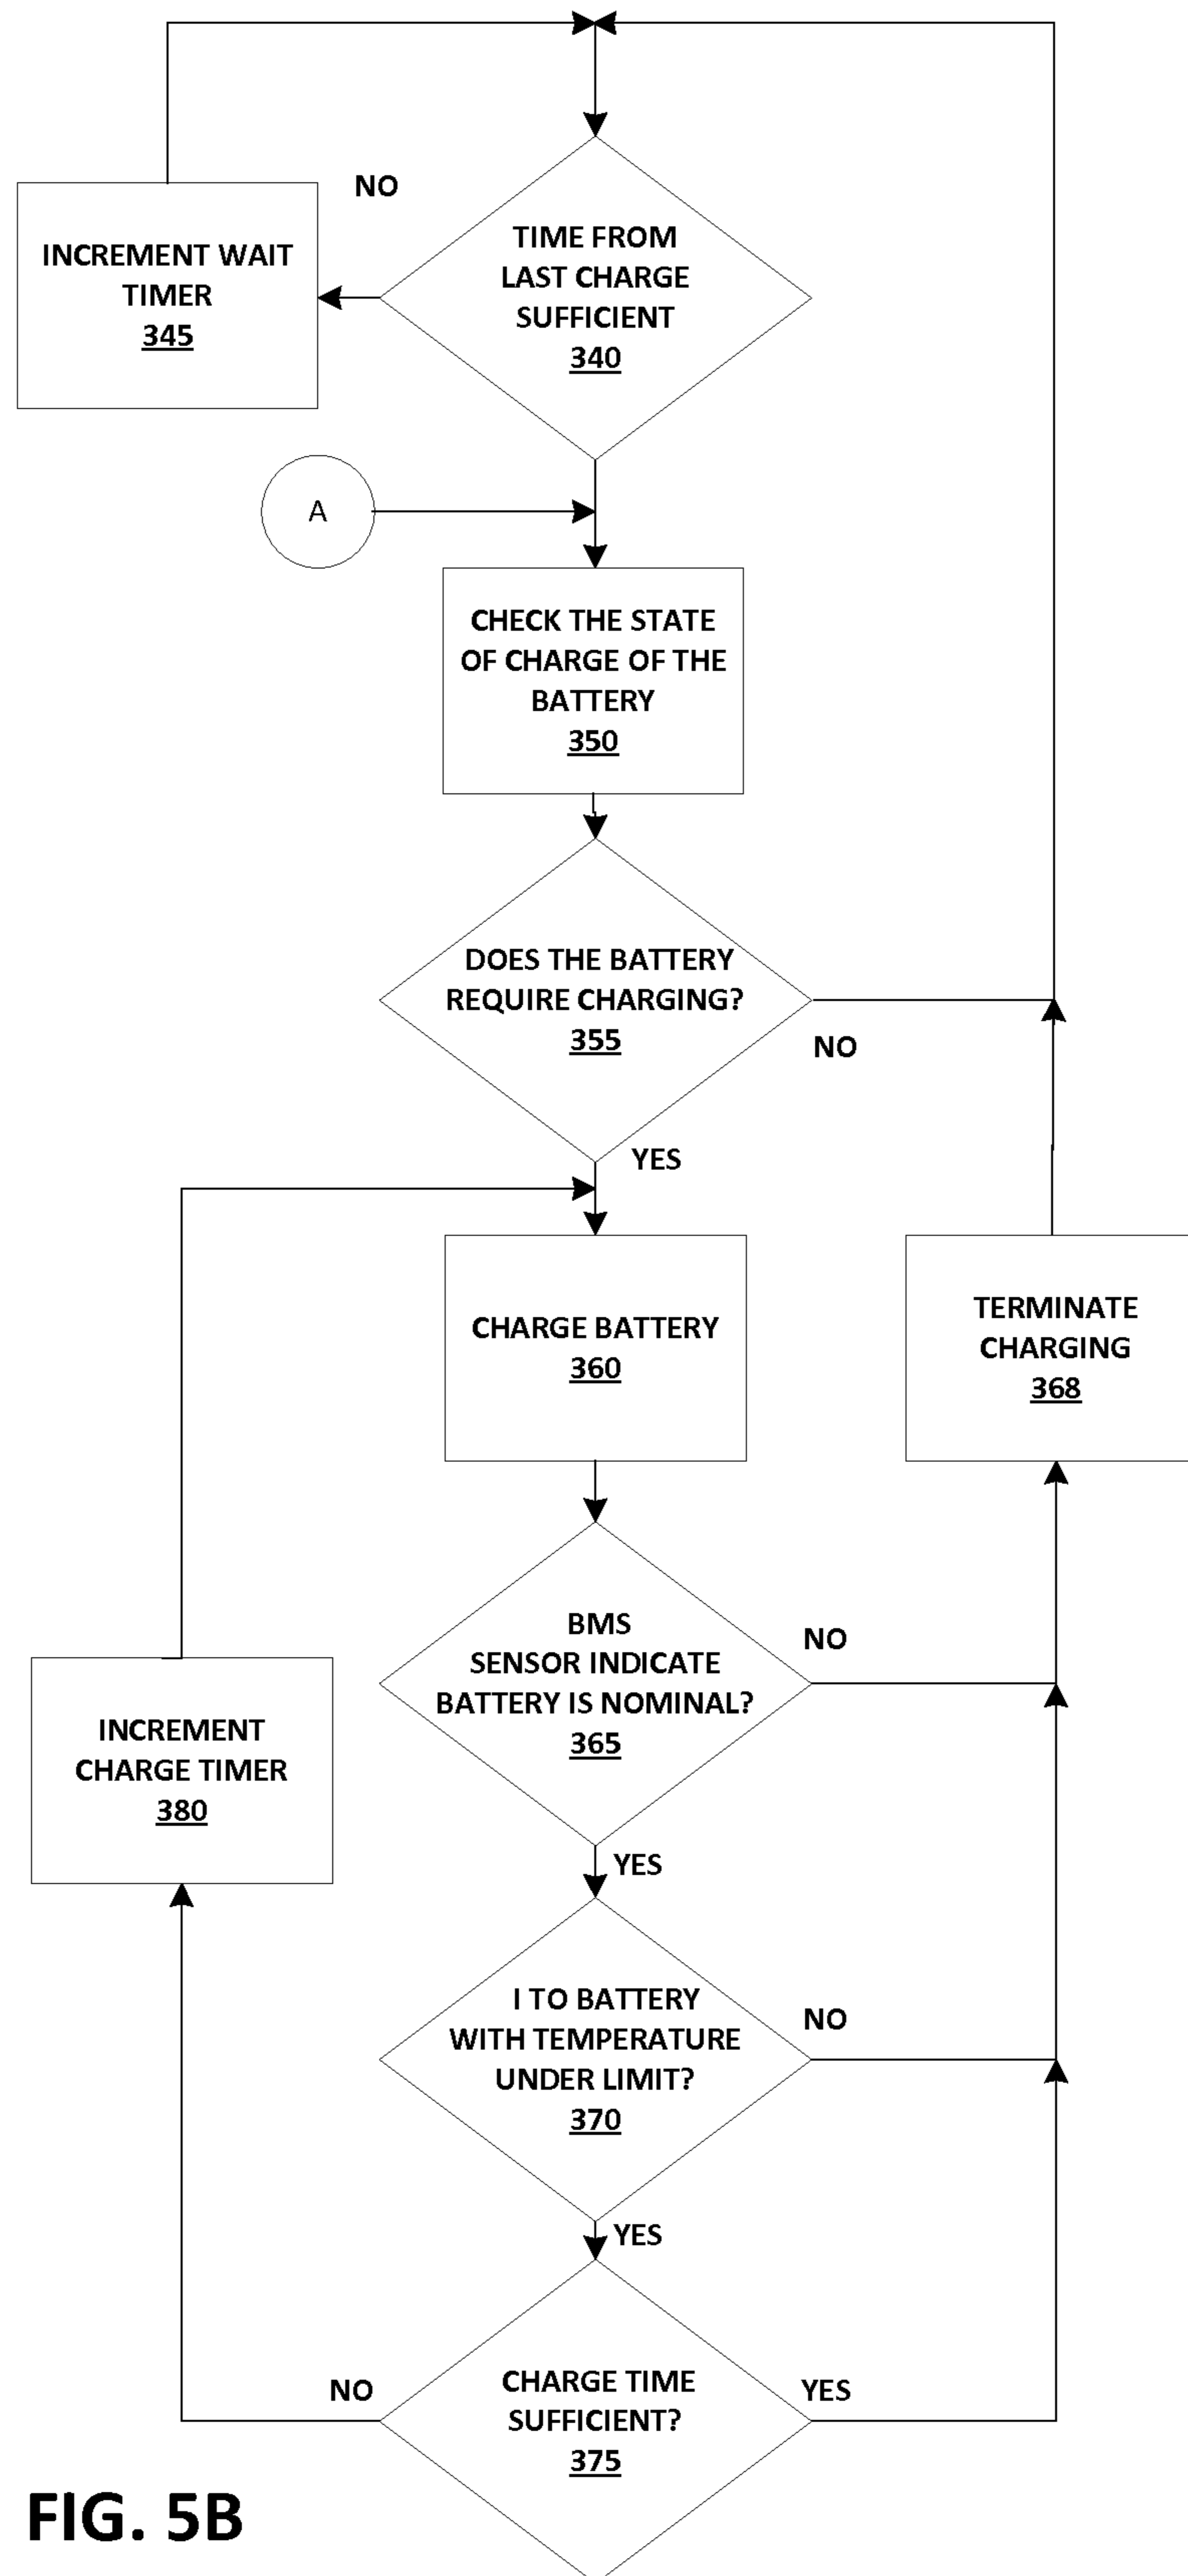 NO
INCREMENT WAIT
TIMER
345
TIME FROM
LAST CHARGE
SUFFICIENT
340
A
CHECK THE STATE
OF CHARGE OF THE
BATTERY
350
DOES THE BATTERY
REQUIRE CHARGING?
355
NO
YES
CHARGE BATTERY
360
TERMINATE
CHARGING
368
BMS
SENSOR INDICATE
BATTERY IS NOMINAL?
365
NO
INCREMENT
CHARGE TIMER
380
YES
I TO BATTERY
WITH TEMPERATURE
UNDER LIMIT?
370
NO
YES
NO
CHARGE TIME
SUFFICIENT?
375
YES
FIG. 5B